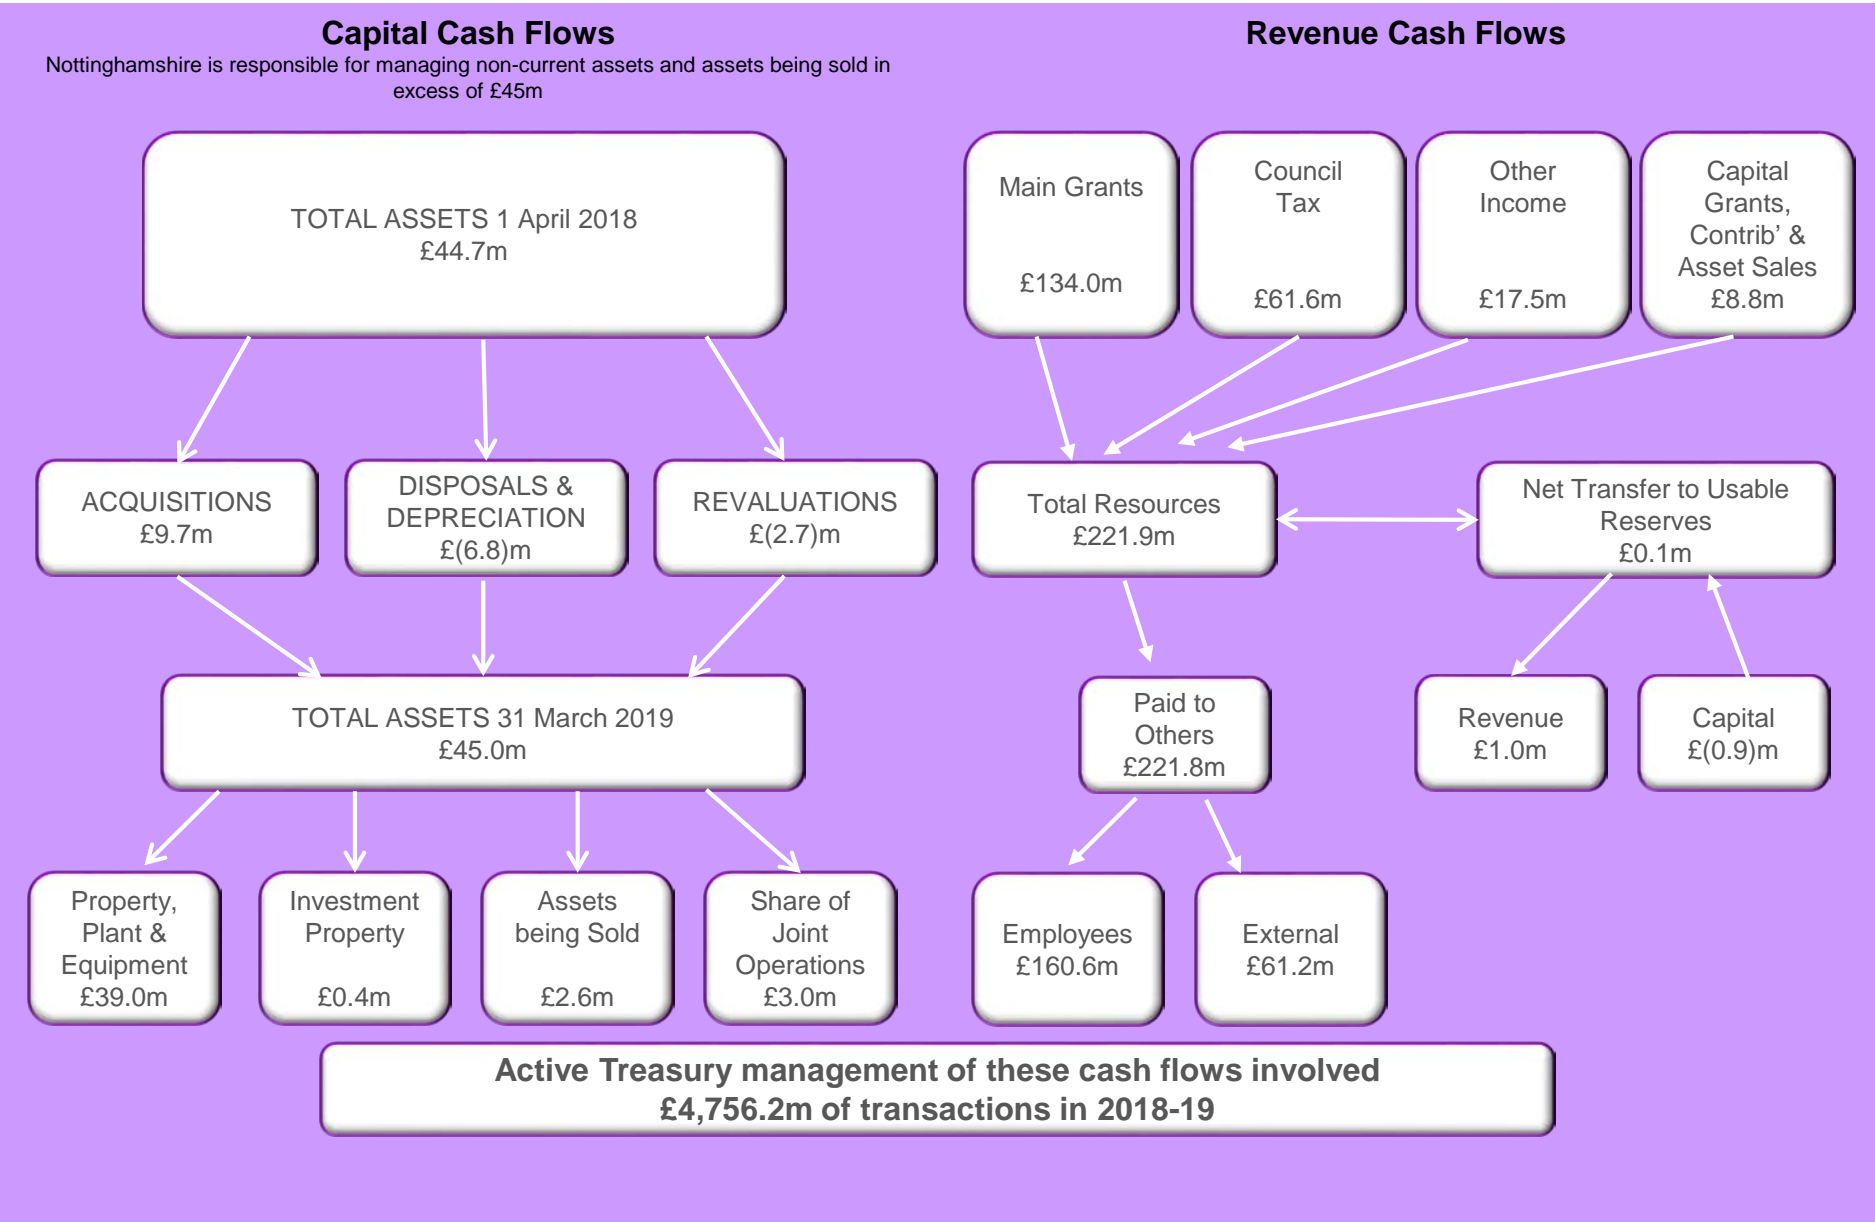 Capital Cash Flows
Nottinghamshire is responsible for managing non-current assets and assets being sold in
excess of £45m
TOTAL ASSETS 1 April 2018
£44.7m
ACQUISITIONS
£9.7m
DISPOSALS &
DEPRECIATION
£(6.8)m
REVALUATIONS
£(2.7)m
TOTAL ASSETS 31 March 2019
£45.0m
Property,
Plant &
Equipment
£39.0m
Investment
Property
£0.4m
Assets
being Sold
£2.6m
Share of
Joint
Operations
£3.0m
Revenue Cash Flows
Main Grants
£134.0m
Council
Tax
£61.6m
Other
Income
£17.5m
Capital
Grants,
Contrib’ &
Asset Sales
£8.8m
Total Resources
£221.9m
Net Transfer to Usable
Reserves
£0.1m
Paid to
Others
£221.8m
Revenue
£1.0m
Capital
£(0.9)m
Employees
£160.6m
External
£61.2m
Active Treasury management of these cash flows involved
£4,756.2m of transactions in 2018-19